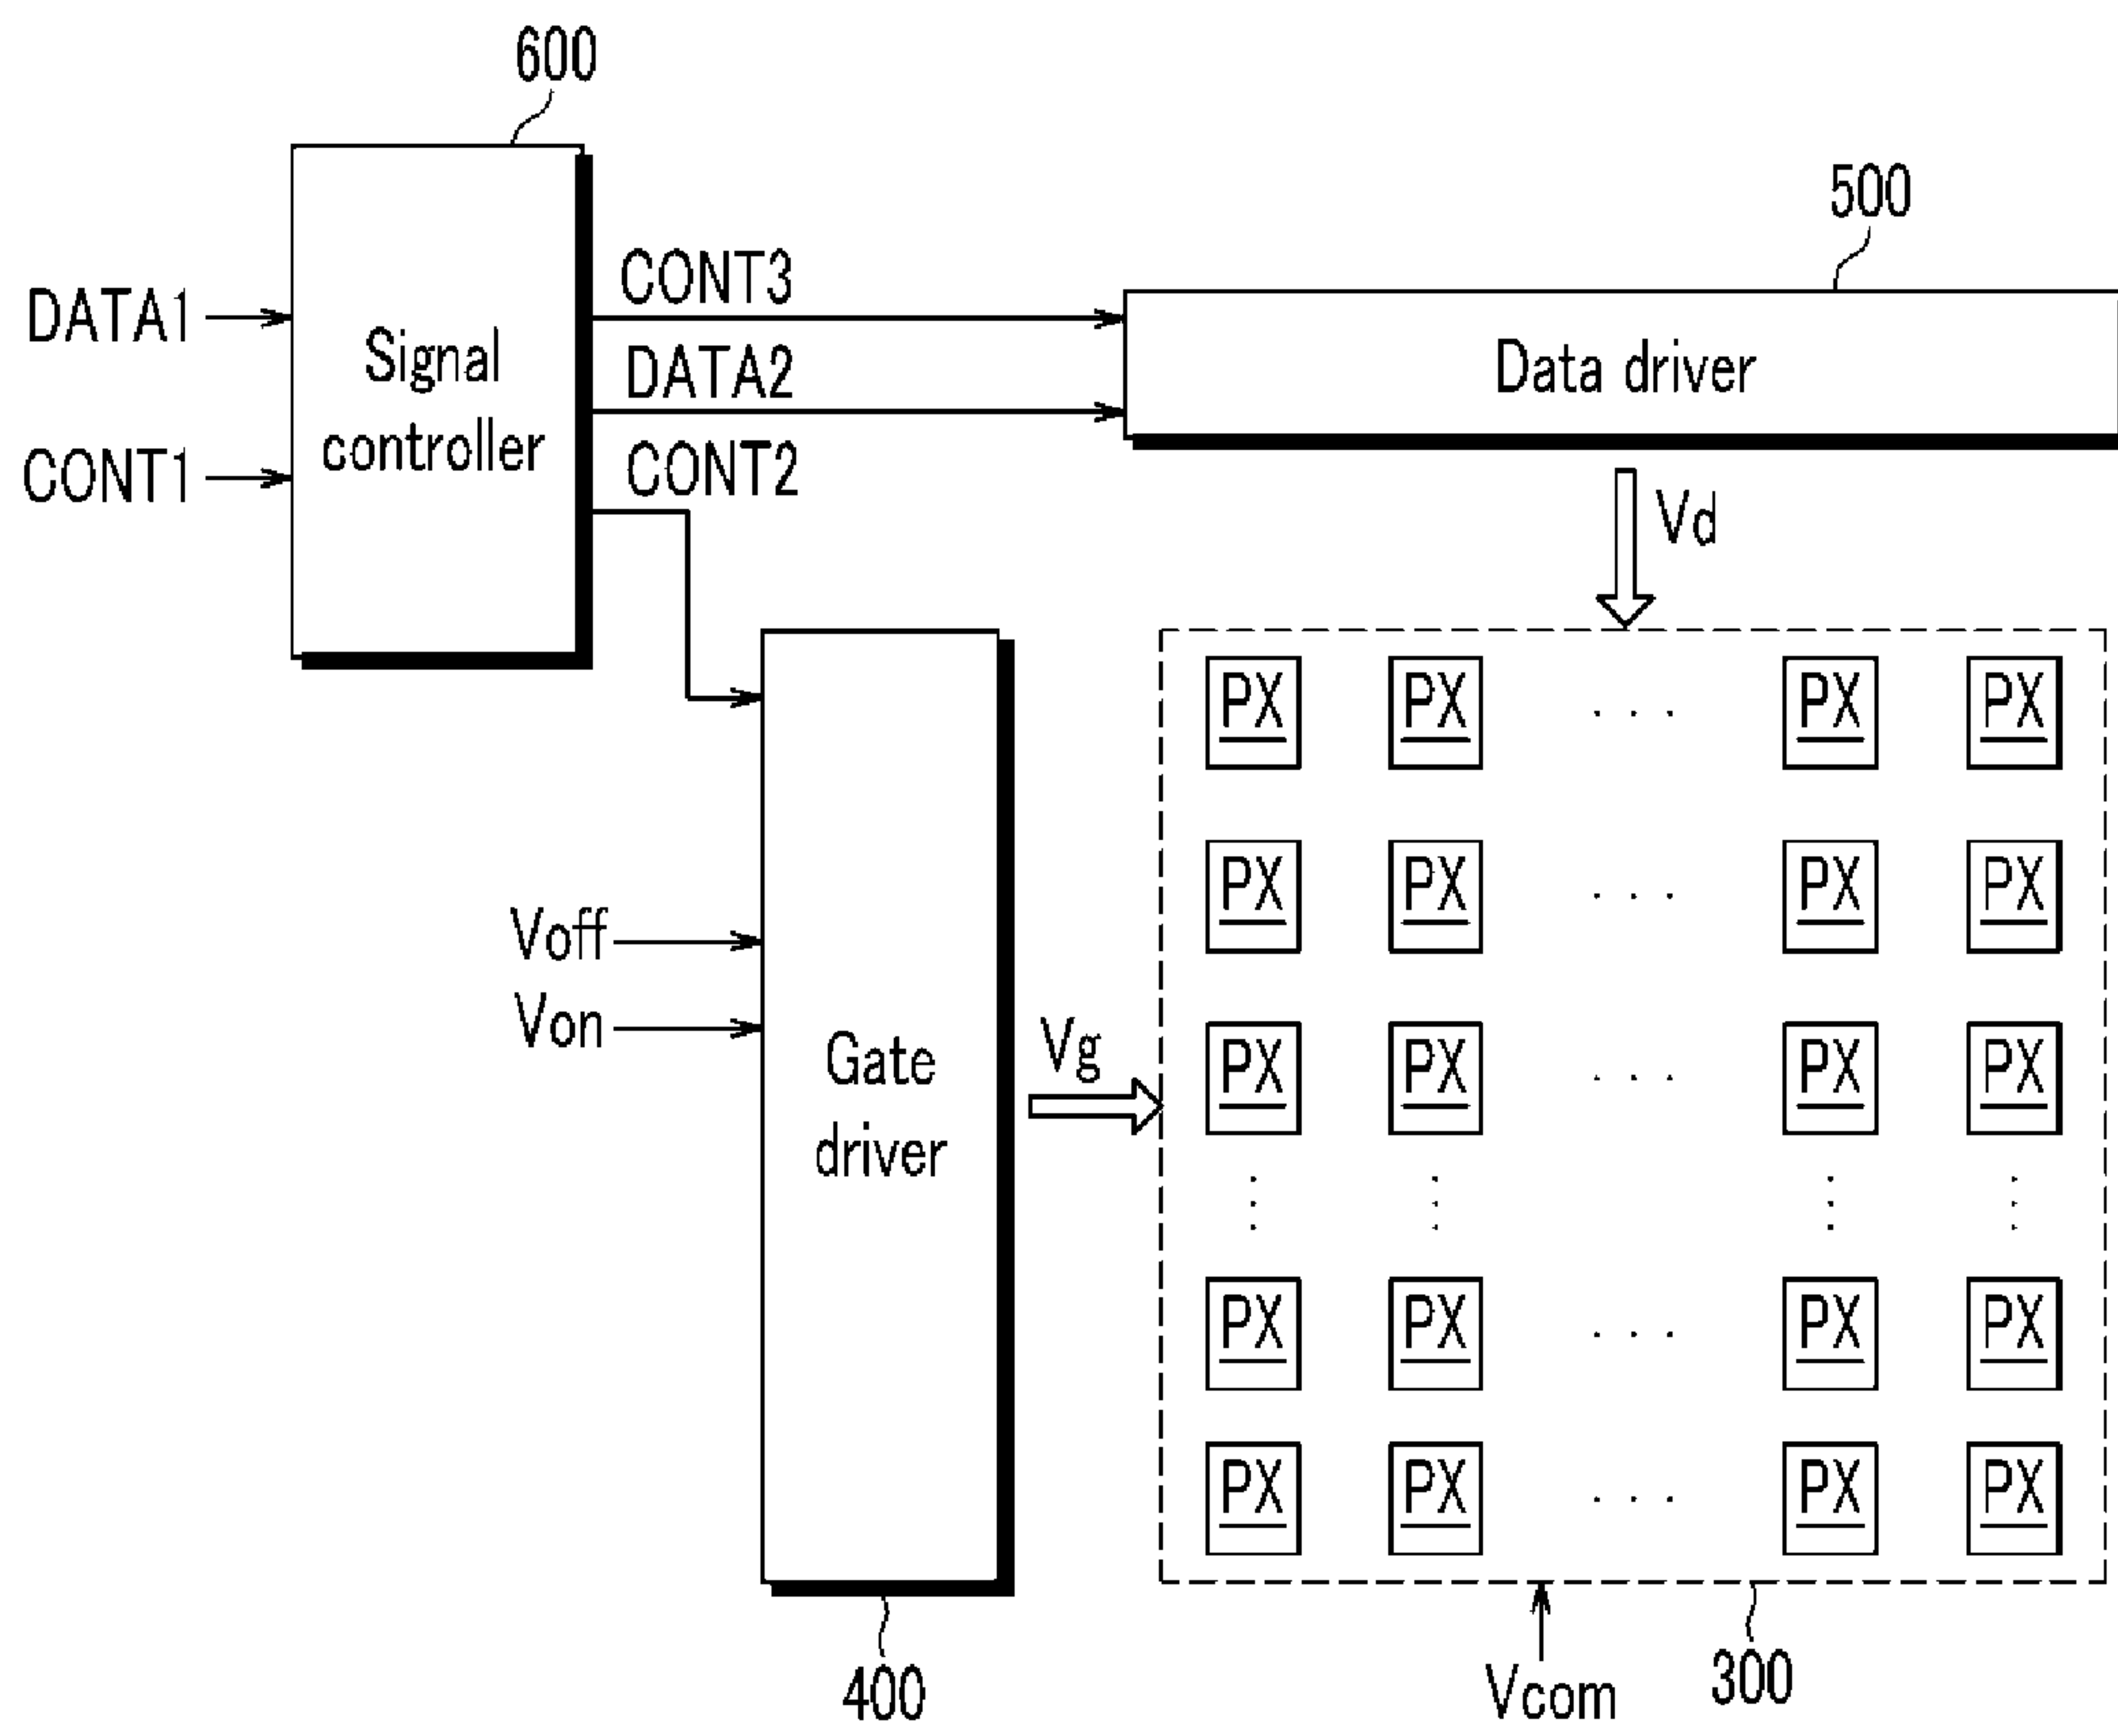 600
500
CONT3
DATA1
Signal
controller
DATA2
Data driver
CONT1
CONT2
Vd
PX PX . . . PX PX
PX PX . . . PX PX
Voff
Von
Gate
driver
Vg
PX PX . . . PX PX
PX PX . . . PX PX
PX PX . . . PX PX
400
Vcom
300